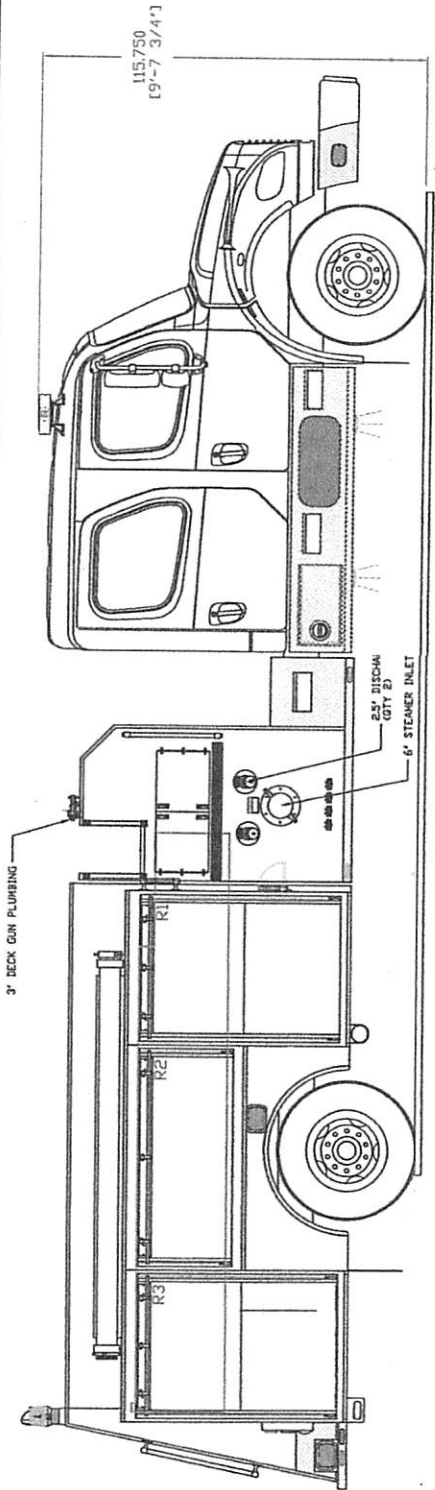 115.750
[9'-7 3/4"]
3" DECK GUN PLUMBING
R3
R2
R1
2.5"
(QTY 2)
6" STEAMER INLET